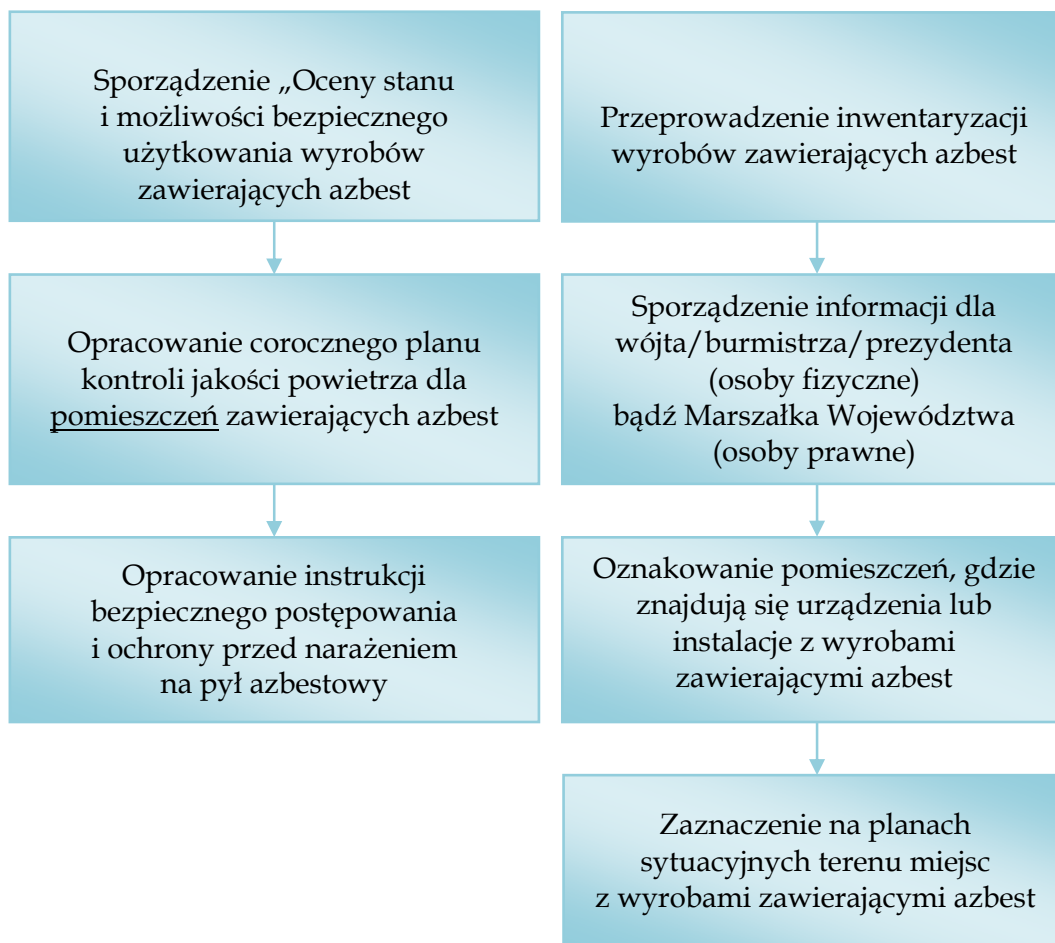 Sporządzenie „Oceny stanu
i możliwości bezpiecznego
użytkowania wyrobów
zawierających azbest
Opracowanie corocznego planu
kontroli jakości powietrza dla
pomieszczeń zawierających azbest
Opracowanie instrukcji
bezpiecznego postępowania
i ochrony przed narażeniem
na pył azbestowy
Przeprowadzenie inwentaryzacji
wyrobów zawierających azbest
Sporządzenie informacji dla
wójta/burmistrza/prezydenta
(osoby fizyczne)
bądź Marszałka Województwa
(osoby prawne)
Oznakowanie pomieszczeń, gdzie
znajdują się urządzenia lub
instalacje z wyrobami
zawierającymi azbest
Zaznaczenie na planach
sytuacyjnych terenu miejsc
z wyrobami zawierającymi azbest